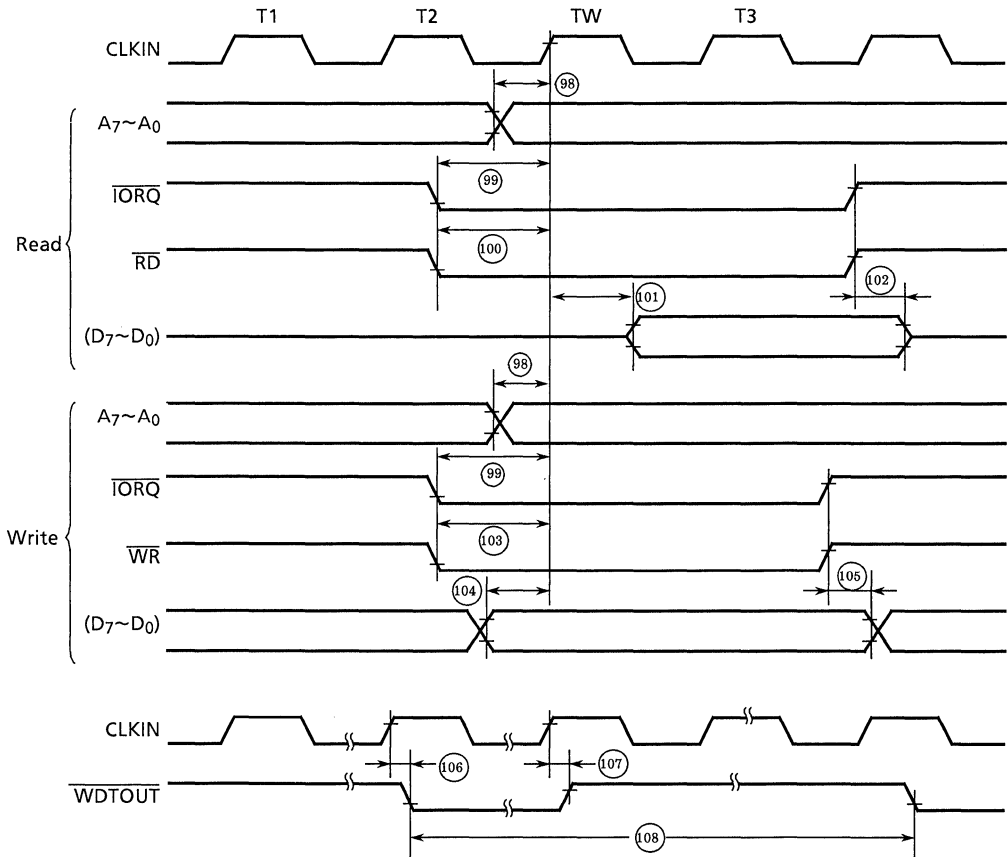 T1 T2 TW T3
CLKIN
98
A7~A0
99
IORQ
Read
100
RD
102
101
(D7~D0)
98
A7~A0
99
IORQ
Write
103
WR
104 105
(D7~D0)
CLKIN
106 107
WDTOUT
108